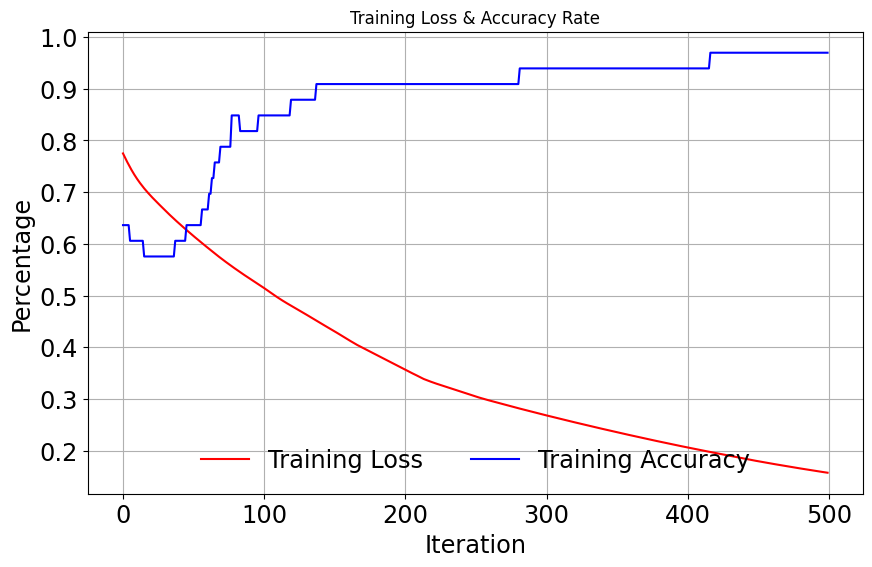 Training Loss & Accuracy Rate
1.0
0.9
0.8
0.7
0.6
0.5
0.4
0.3
0.2
Percentage
Training Loss Training Accuracy
0 100 200 300 400 500
Iteration